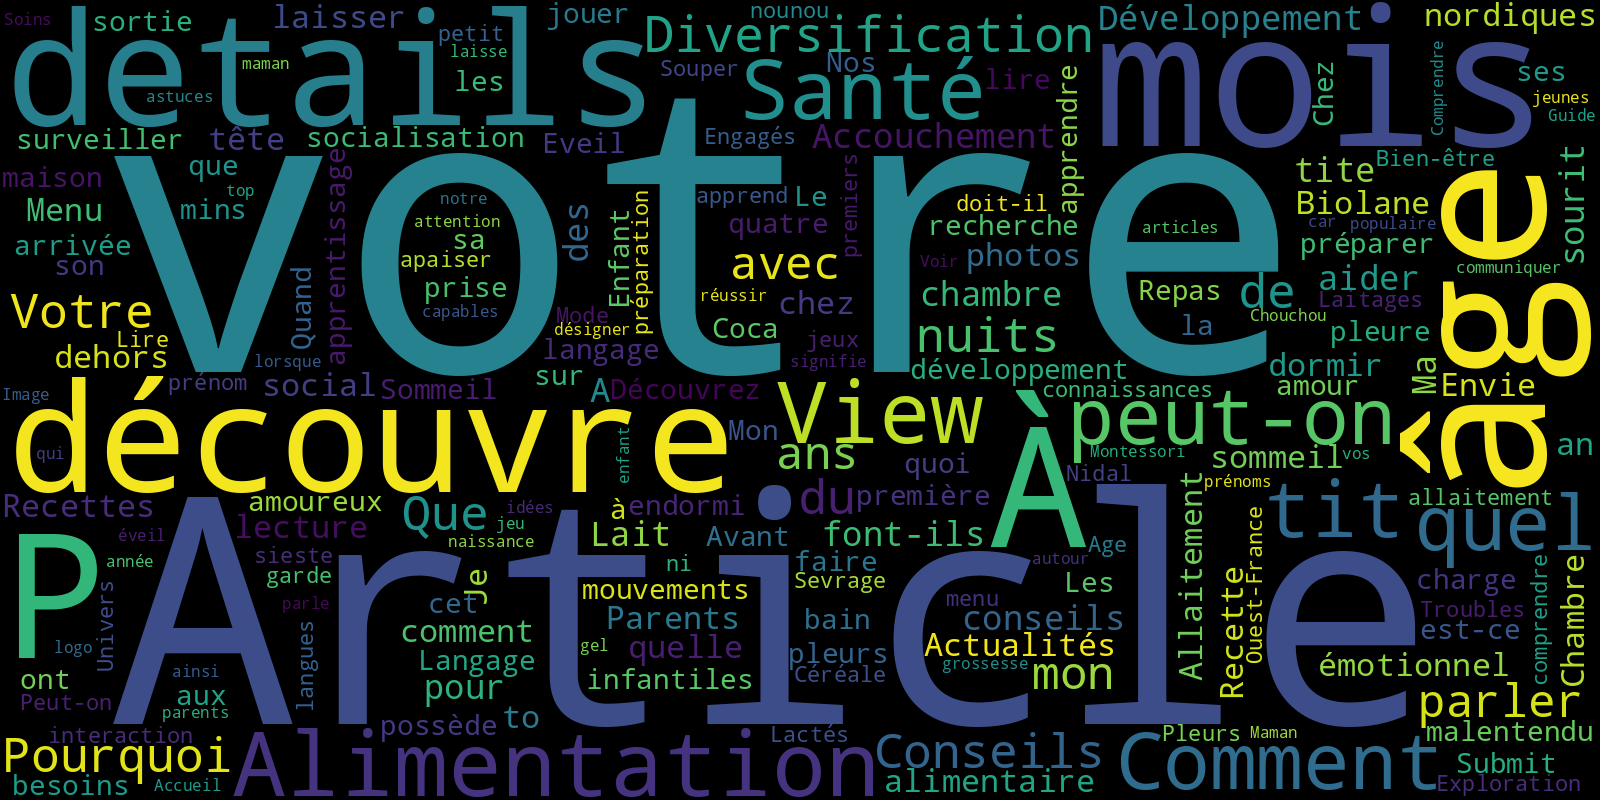 Soins
sortie
laisser
jouer
nounou
Développement
nordiques
details
petit
laisse
maman
les
astuces
Diversification
Souper
Nos
Santé
lire
mois
Chez
Comprendre
ses
jeunes
Guide
surveiller
tête
socialisation
Eveil
Engagés
Accouchement
apprendre
votre
que
top
mins
maison
Menu
arrivée
son
apprentissage
notre
attention
sa
apaiser
prise
capables
des
Enfant
préparation
apprend
Le
quatre
premiers
avec
réussir
chez
doit-il
recherche
Voir
photos
chambre
articles
Repas
de
la
Chouchou
tite
Bien-être
Biolane
car
populaire
préparer
aider
communiquer
Laitages
sourit
âge
Votre
Lire
dehors
Quand
lorsque
Mode
désigner
langage
Coca
jeux
signifie
nuits
développement
pleure
dormir
Image
prénom
social
Sommeil
sur
A
Découvrez
connaissances
amour
Ma
Envie
découvre
qui
enfant
Mon
View
ans
quoi
À
peut-on
Montessori
Nidal
sommeil
vos
prénoms
an
Recettes
amoureux
Que
idées
jeu
naissance
à
endormi
du
première
allaitement
quel
tit
P
éveil
année
lecture
sieste
garde
parle
Univers
logo
Article
Lait
Avant
font-ils
Age
autour
Je
cet
comment
Langage
pour
ni
mouvements
Parents
gel
quelle
infantiles
faire
Sevrage
bain
pleurs
Céréale
Les
menu
conseils
Actualités
grossesse
mon
Allaitement
Recette
Ouest-France
charge
Troubles
est-ce
comprendre
Chambre
émotionnel
parler
ont
Peut-on
ainsi
aux
parents
langues
possède
to
interaction
Lactés
Pleurs
Maman
malentendu
Pourquoi
besoins
Accueil
Alimentation
Conseils
alimentaire
Comment
Submit
Exploration